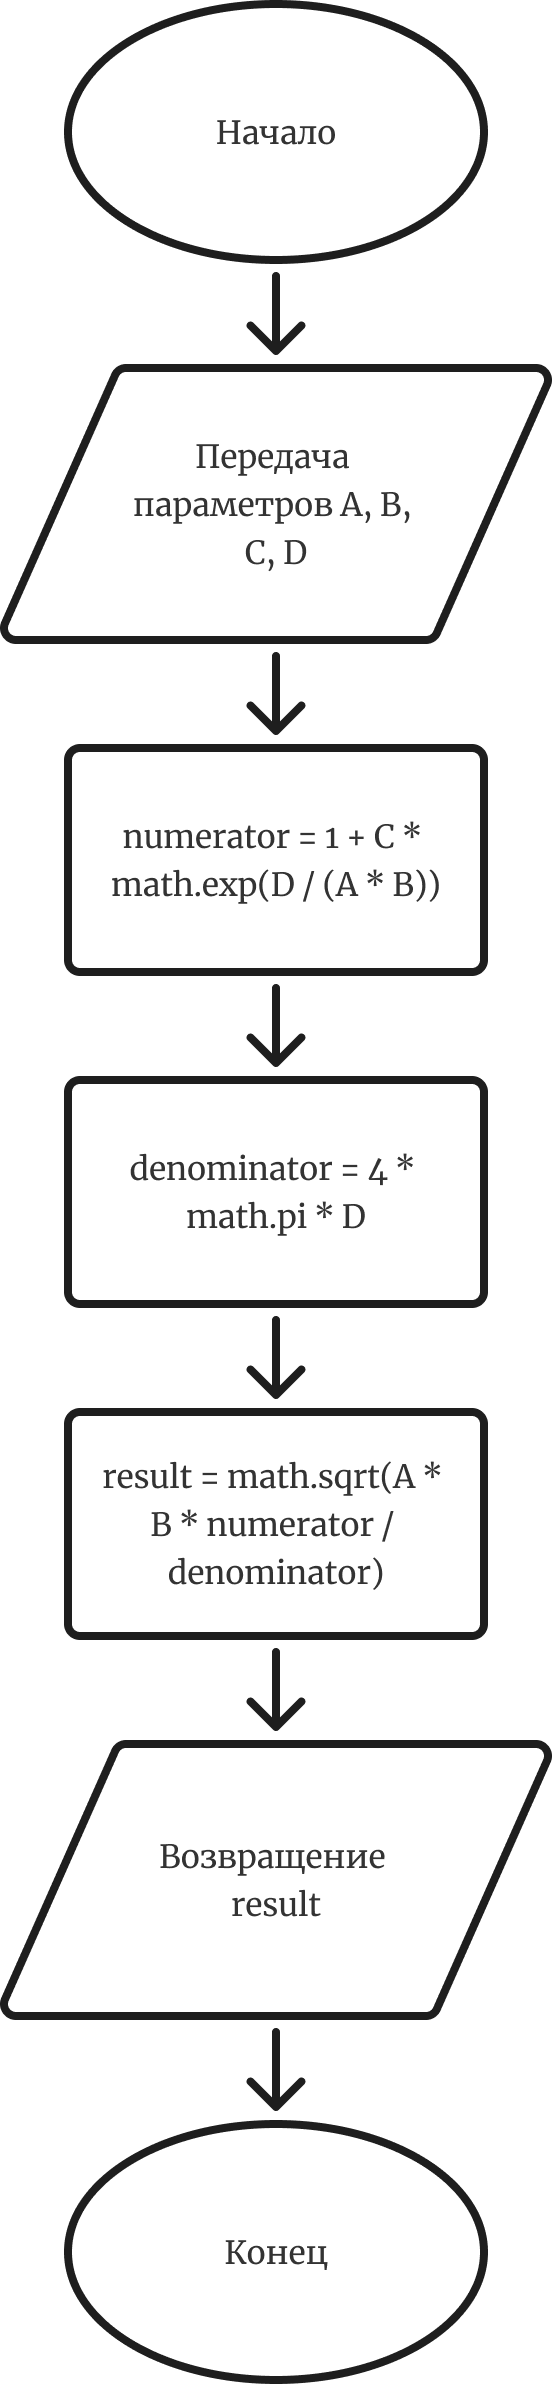 Начало
Передача
параметров A, B,
C, D
numerator = 1 + C *
math.exp(D / (A * B))
denominator = 4 *
math.pi * D
result = math.sqrt(A *
B * numerator /
denominator)
Возвращение
result
Конец